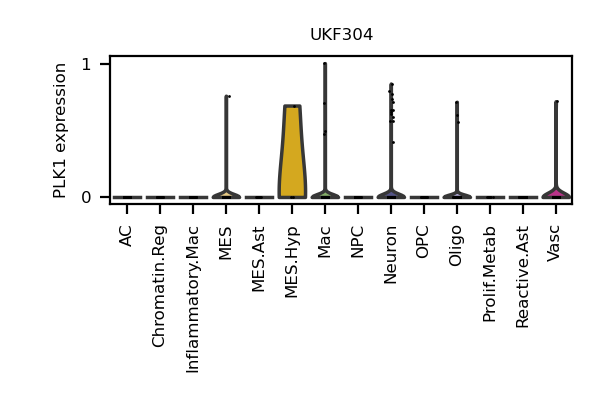 UKF304
PLK1 expression
1
0
AC
Chromatin.Reg
Inflammatory.Mac
MES
MES.Ast
MES.Hyp
Mac
NPC
Neuron
OPC
Oligo
Prolif.Metab
Reactive.Ast
Vasc